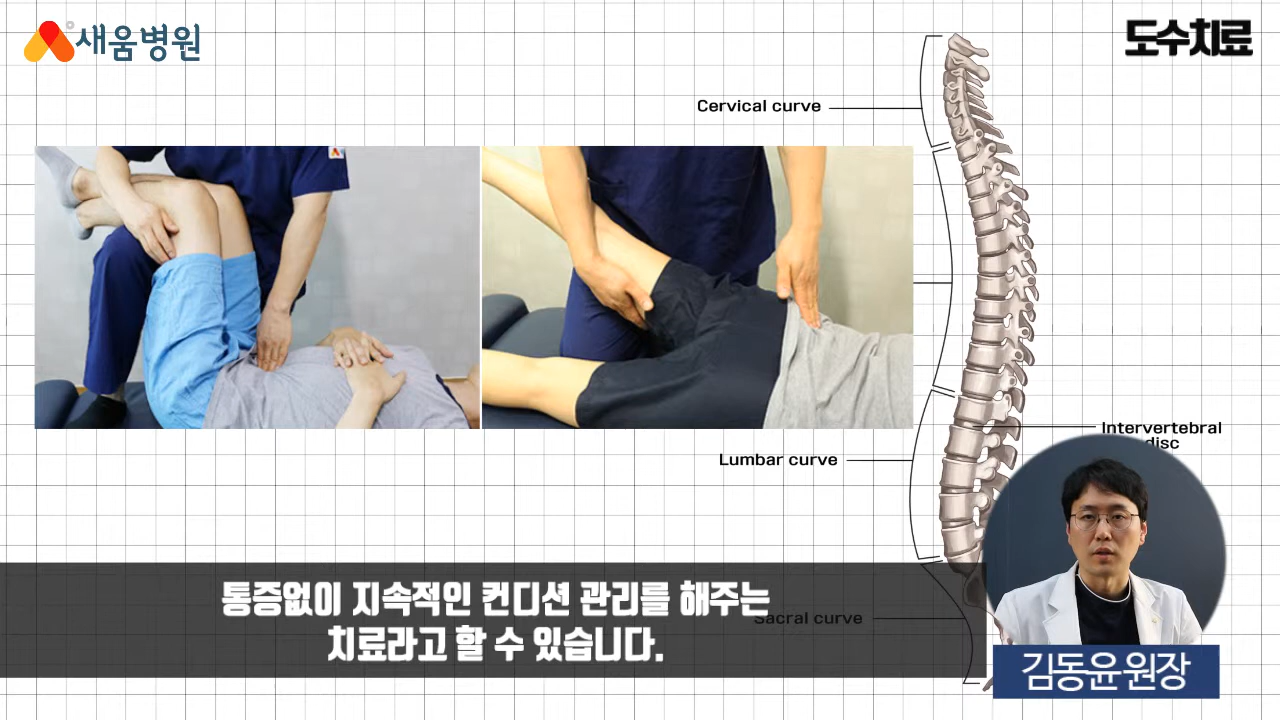 새움병원
도수치료
Cervical curve
Lumbar curve
Intervertebral
disc
통증없이 지속적인 컨디션 관리를 해주는
치료라고 할 수 있습니다.
Sacral curve
김동윤 원장